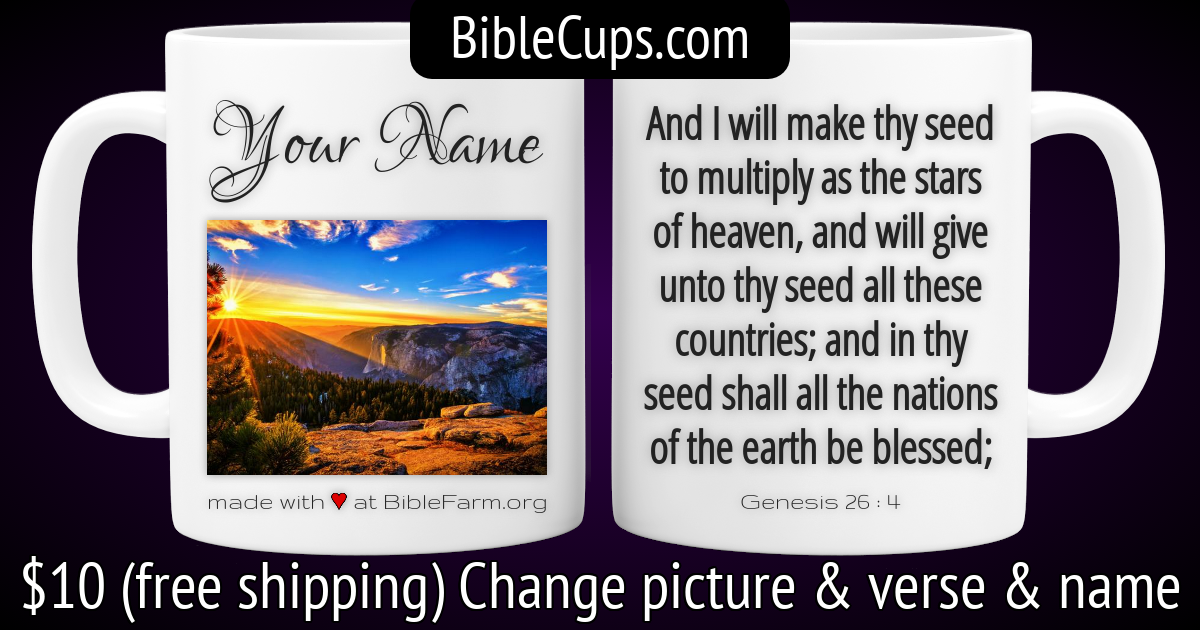 BibleCups.com
Your Name
made with ♥ at BibleFarm.org
And I will make thy seed
to multiply as the stars
of heaven, and will give
unto thy seed all these
countries; and in thy
seed shall all the nations
of the earth be blessed;
Genesis 26 : 4
$10 (free shipping) Change picture & verse & name